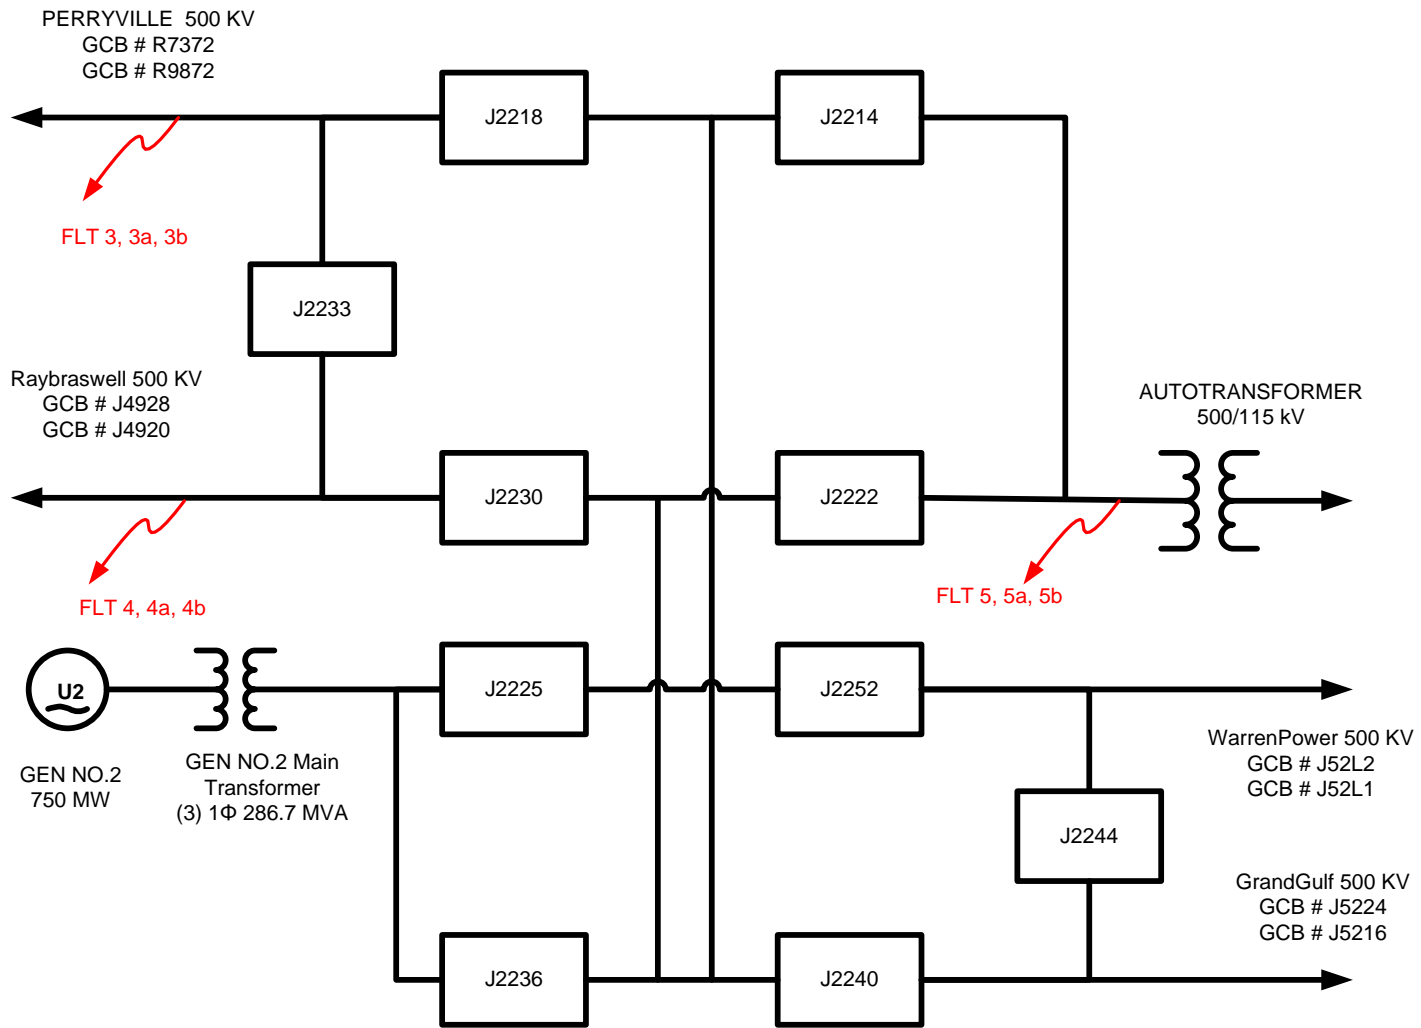 PERRYVILLE  500 KV
GCB # R7372
GCB # R9872
J2218
J2214
FLT 3, 3a, 3b
J2233
Raybraswell 500 KV
GCB # J4928
GCB # J4920
AUTOTRANSFORMER
500/115 kV
J2230
J2222
FLT 4, 4a, 4b
FLT 5, 5a, 5b
U2
J2225
J2252
GEN NO.2
750 MW
GEN NO.2 Main
Transformer
(3) 1Φ 286.7 MVA
WarrenPower 500 KV
GCB # J52L2
GCB # J52L1
J2244
GrandGulf 500 KV
GCB # J5224
GCB # J5216
J2236
J2240